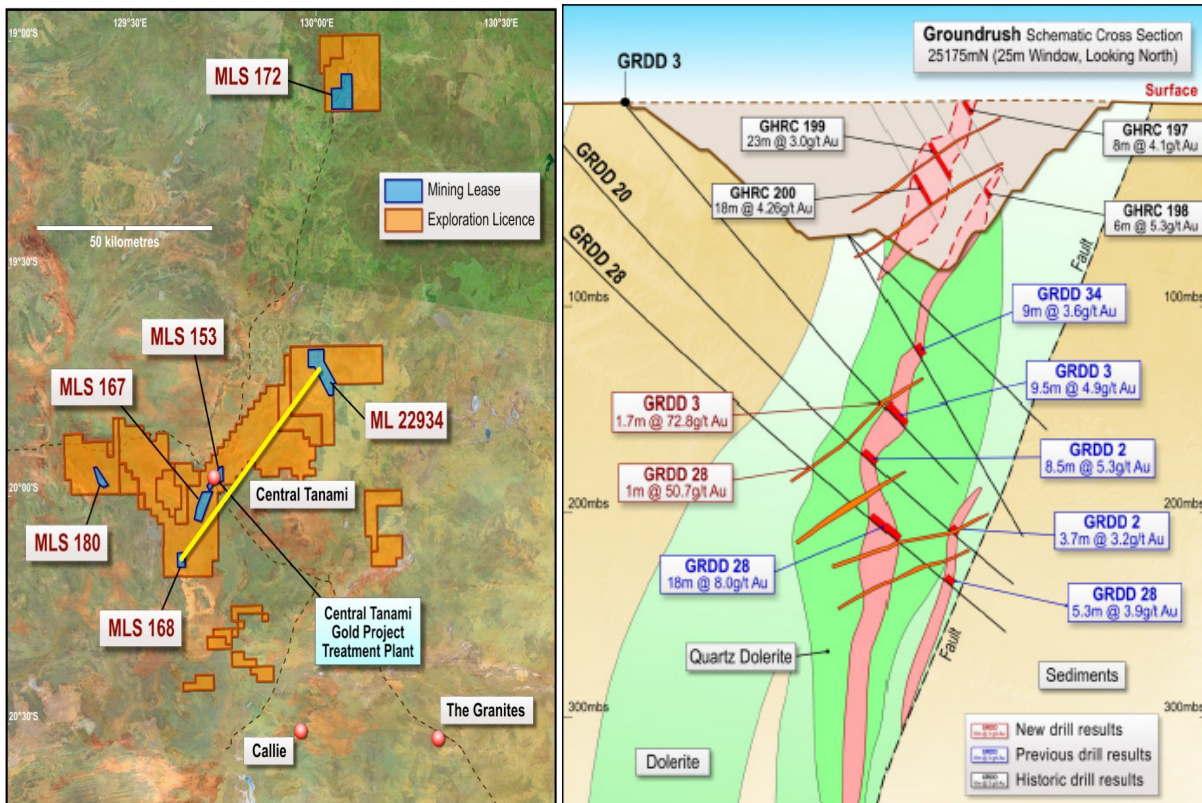 129°30'E
130°00'E
130°30'E
19°00'S
MLS 172
Mining Lease
Exploration Licence
50 kilometres
19°30'S
MLS 153
MLS 167
ML 22934
20°00'S
Central Tanami
MLS 180
MLS 168
Central Tanami
Gold Project
Treatment Plant
The Granites
20°30'S
Callie
Groundrush Schematic Cross Section
25175mN (25m Window, Looking North)
GRDD 3
Surface
GHRC 199
23m @ 3.0g/t Au
GHRC 197
8m @ 4.1g/t Au
GHRC 200
18m @ 4.26g/t Au
GHRC 198
6m @ 5.3g/t Au
GRDD 20
GRDD 28
Fault
100mbs
100mbs
GRDD 34
9m @ 3.6g/t Au
GRDD 3
9.5m @ 4.9g/t Au
GRDD 3
1.7m @ 72.8g/t Au
GRDD 2
8.5m @ 5.3g/t Au
GRDD 28
1m @ 50.7g/t Au
200mbs
200mbs
GRDD 2
3.7m @ 3.2g/t Au
GRDD 28
18m @ 8.0g/t Au
GRDD 28
5.3m @ 3.9g/t Au
Fault
Quartz Dolerite
Sediments
300mbs
300mbs
Dolerite
New drill results
Previous drill results
Historic drill results